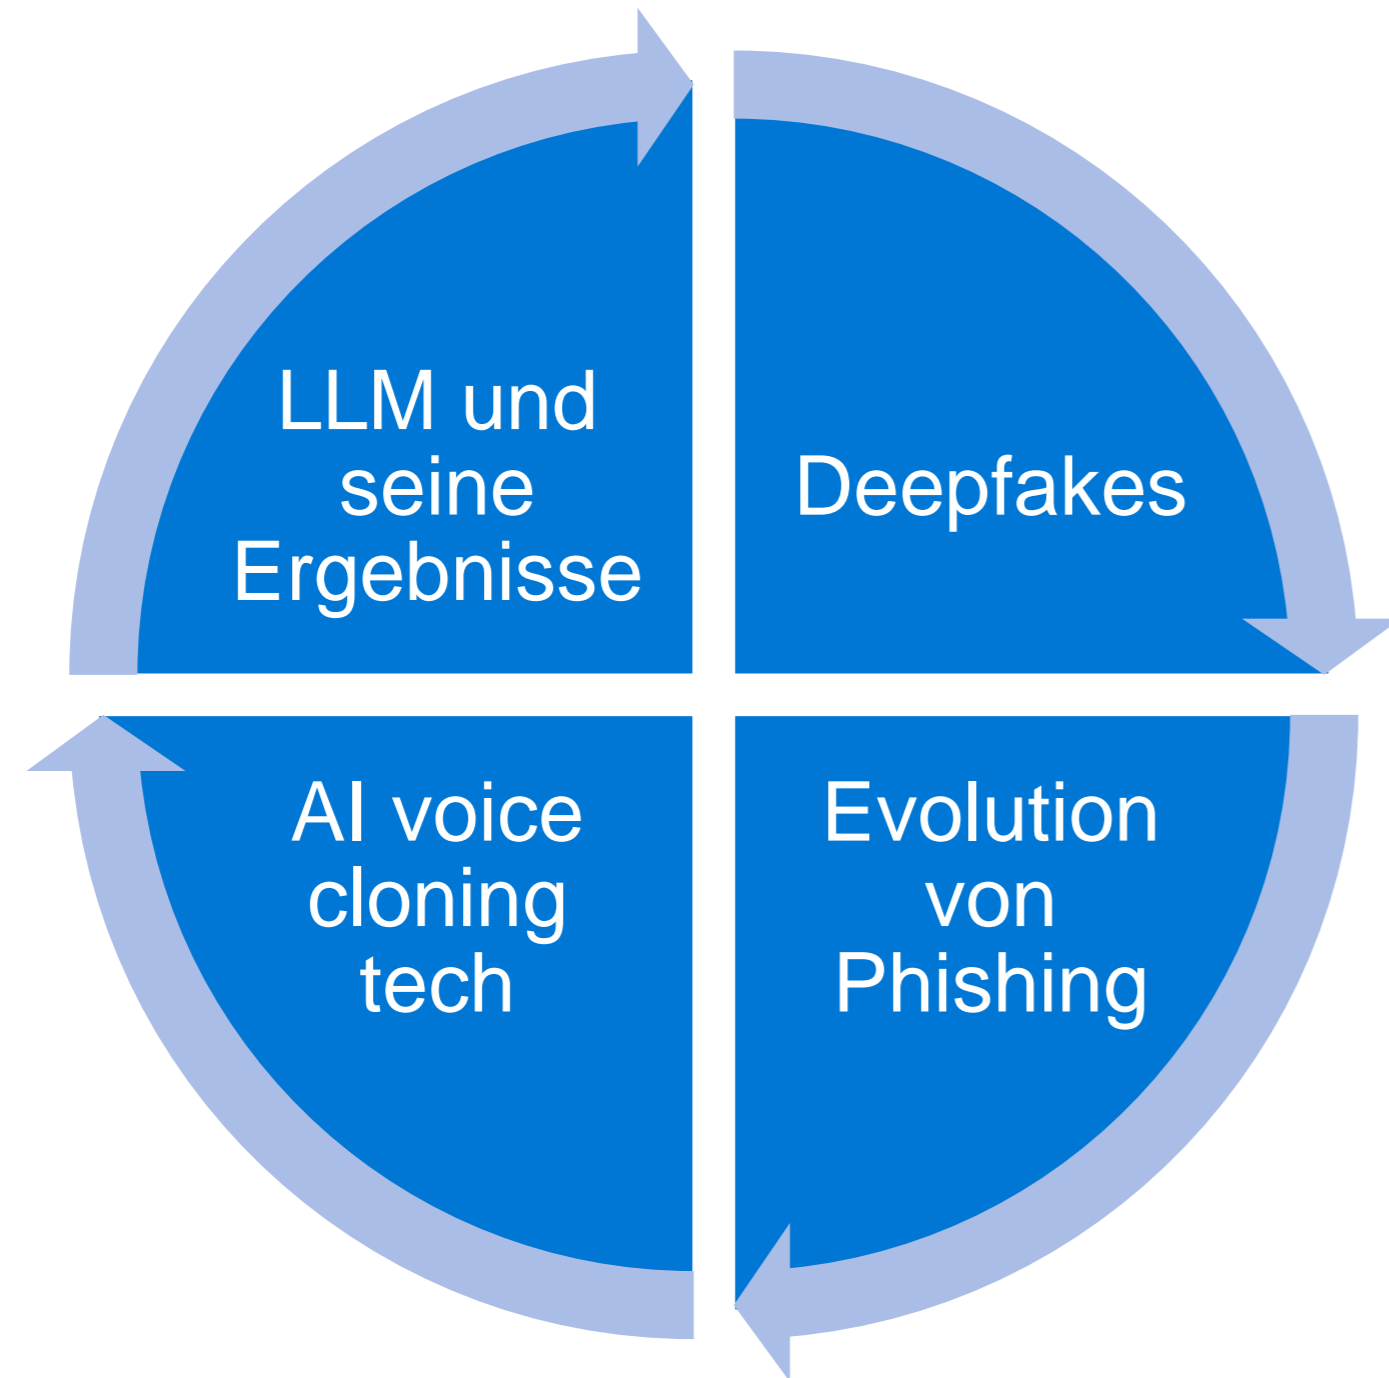 LLM und
seine
Ergebnisse
Deepfakes
AI voice
cloning
tech
Evolution
von
Phishing